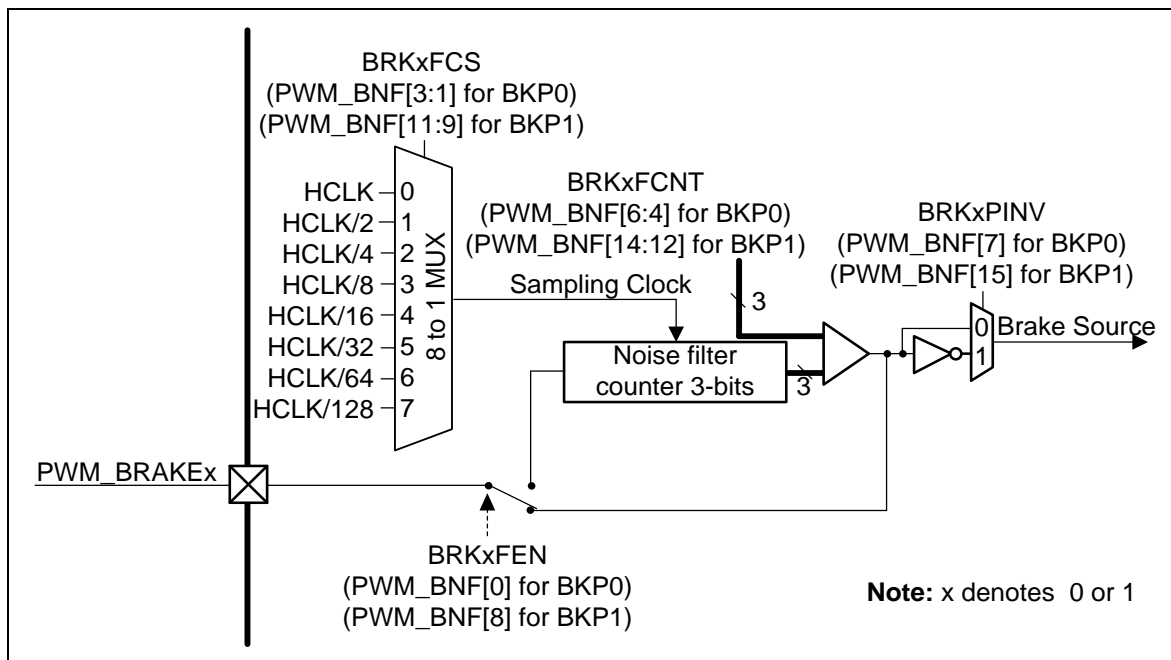 BRKxFCS
(PWM_BNF[3:1] for BKP0)
(PWM_BNF[11:9] for BKP1)
HCLK 0
HCLK/2 1
HCLK/4 2
HCLK/8 3
HCLK/16 4
HCLK/32 5
HCLK/64 6
HCLK/128 7
8 to 1 MUX
BRKxFCNT
(PWM_BNF[6:4] for BKP0)
(PWM_BNF[14:12] for BKP1)
BRKxPINV
(PWM_BNF[7] for BKP0)
(PWM_BNF[15] for BKP1)
Sampling Clock
3
Noise filter
counter 3-bits
3
0
1
Brake Source
PWM_BRAKEx
BRKxFEN
(PWM_BNF[0] for BKP0)
(PWM_BNF[8] for BKP1)
Note: x denotes 0 or 1